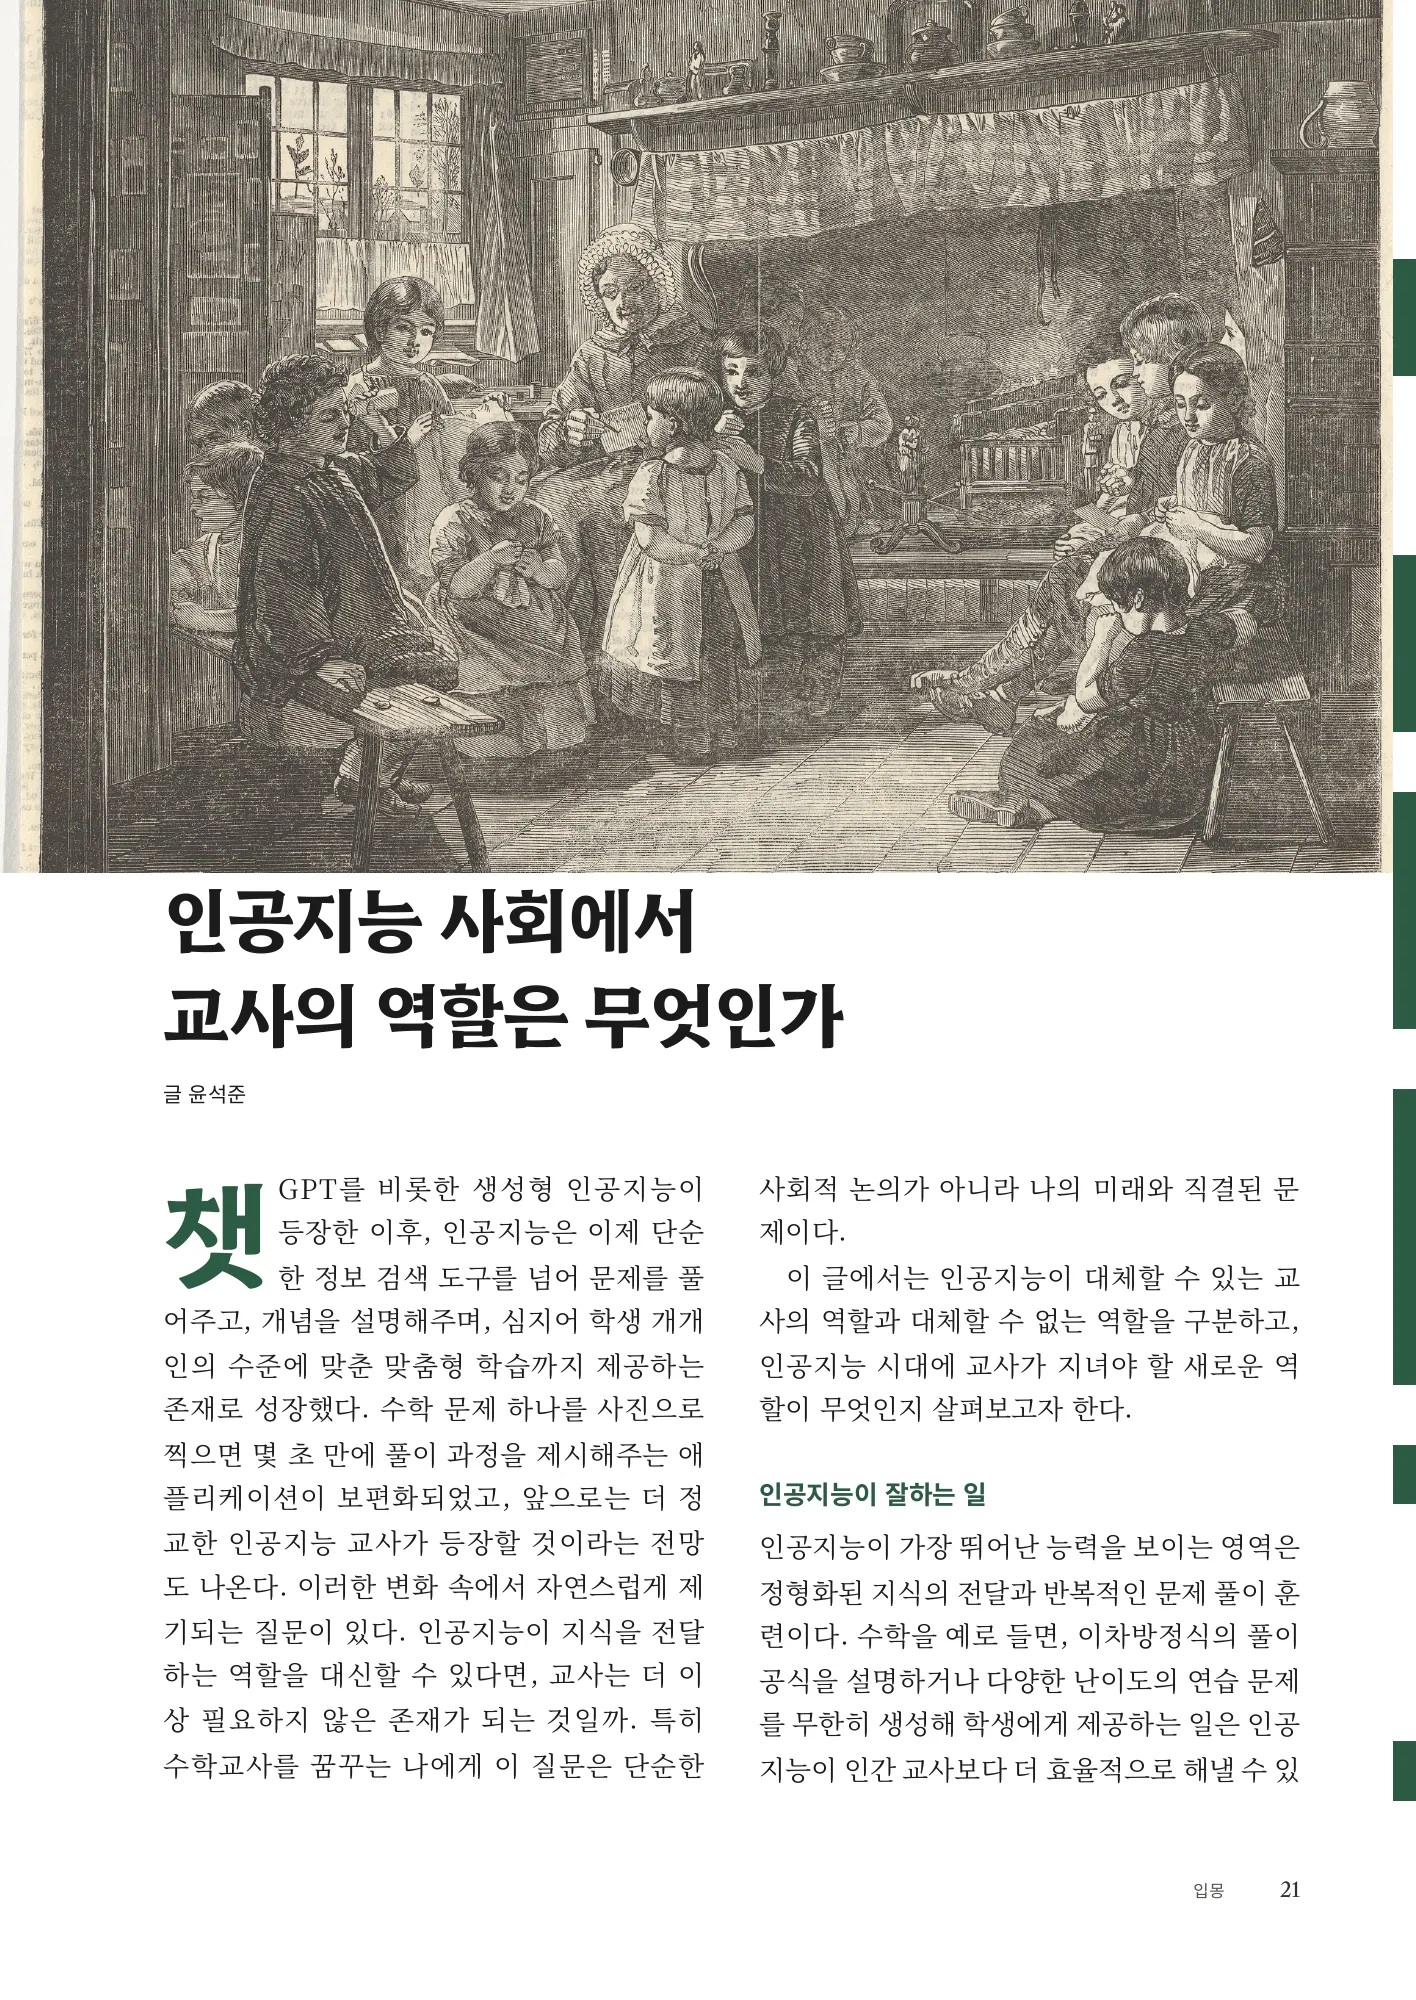 인공지능 사회에서
교사의 역할은 무엇인가
글 윤석준
챗GPT를 비롯한 생성형 인공지능이
등장한 이후, 인공지능은 이제 단순
한 정보 검색 도구를 넘어 문제를 풀
어주고, 개념을 설명해주며, 심지어 학생 개개
인의 수준에 맞춘 맞춤형 학습까지 제공하는
존재로 성장했다. 수학 문제 하나를 사진으로
찍으면 몇 초 만에 풀이 과정을 제시해주는 애
플리케이션이 보편화되었고, 앞으로는 더 정
교한 인공지능 교사가 등장할 것이라는 전망
도 나온다. 이러한 변화 속에서 자연스럽게 제
기되는 질문이 있다. 인공지능이 지식을 전달
하는 역할을 대신할 수 있다면, 교사는 더 이
상 필요하지 않은 존재가 되는 것일까. 특히
수학교사를 꿈꾸는 나에게 이 질문은 단순한
사회적 논의가 아니라 나의 미래와 직결된 문
제이다.
이 글에서는 인공지능이 대체할 수 있는 교
사의 역할과 대체할 수 없는 역할을 구분하고,
인공지능 시대에 교사가 지녀야 할 새로운 역
할이 무엇인지 살펴보고자 한다.
인공지능이 잘하는 일
인공지능이 가장 뛰어난 능력을 보이는 영역은
정형화된 지식의 전달과 반복적인 문제 풀이 훈
련이다. 수학을 예로 들면, 이차방정식의 풀이
공식을 설명하거나 다양한 난이도의 연습 문제
를 무한히 생성해 학생에게 제공하는 일은 인공
지능이 인간 교사보다 더 효율적으로 해낼 수 있
입몽 21